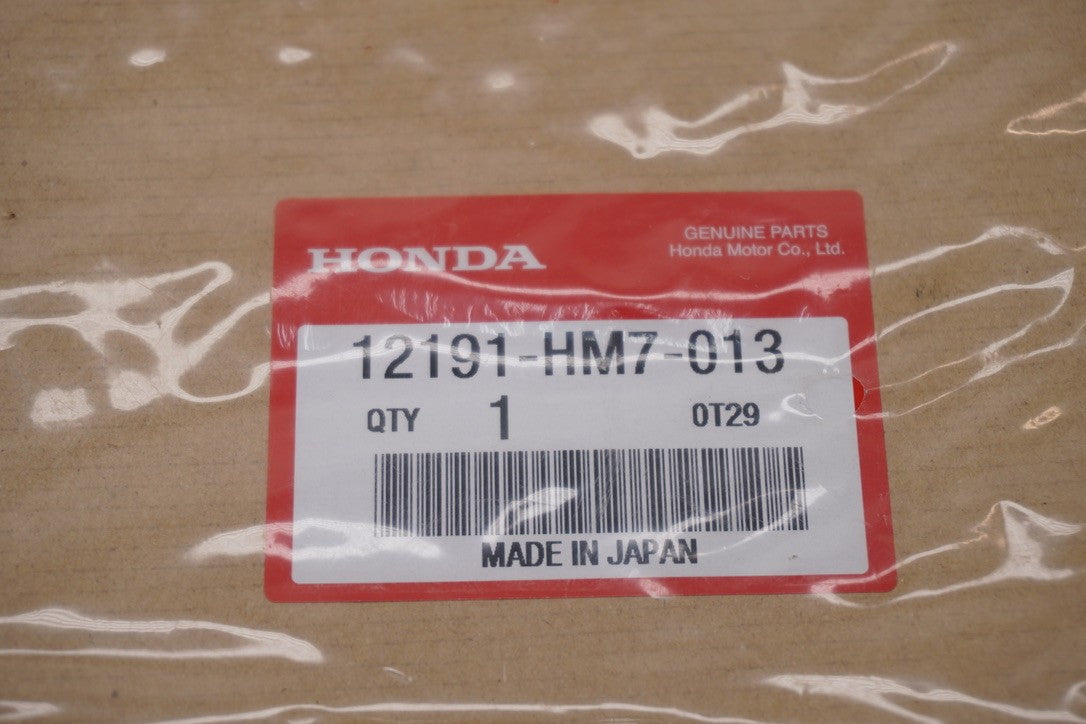 GENUINE PARTS
HONDA
Honda Motor Co., Ltd.
12191-HM7-013
QTY 1 0T29
MADE IN JAPAN